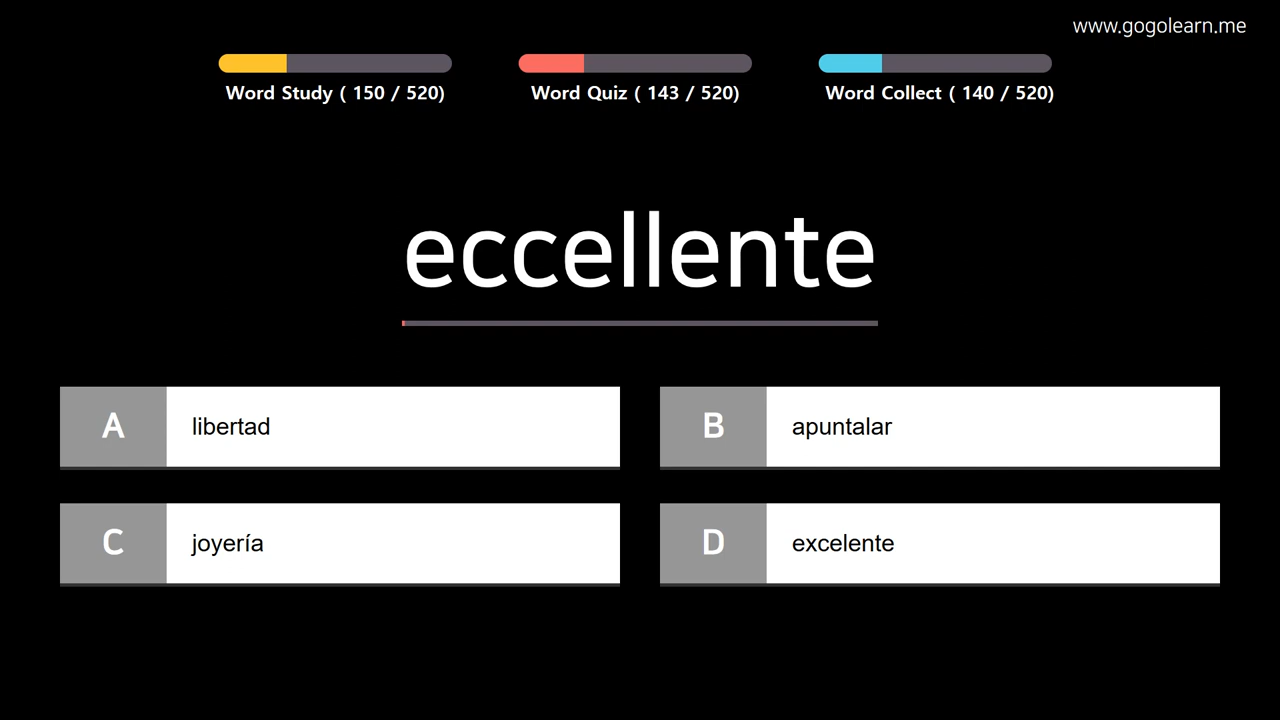 www.gogolearn.me
Word Study ( 150 / 520)
Word Quiz ( 143 / 520)
Word Collect ( 140 / 520)
eccellente
A libertad
B apuntalar
C joyería
D excelente